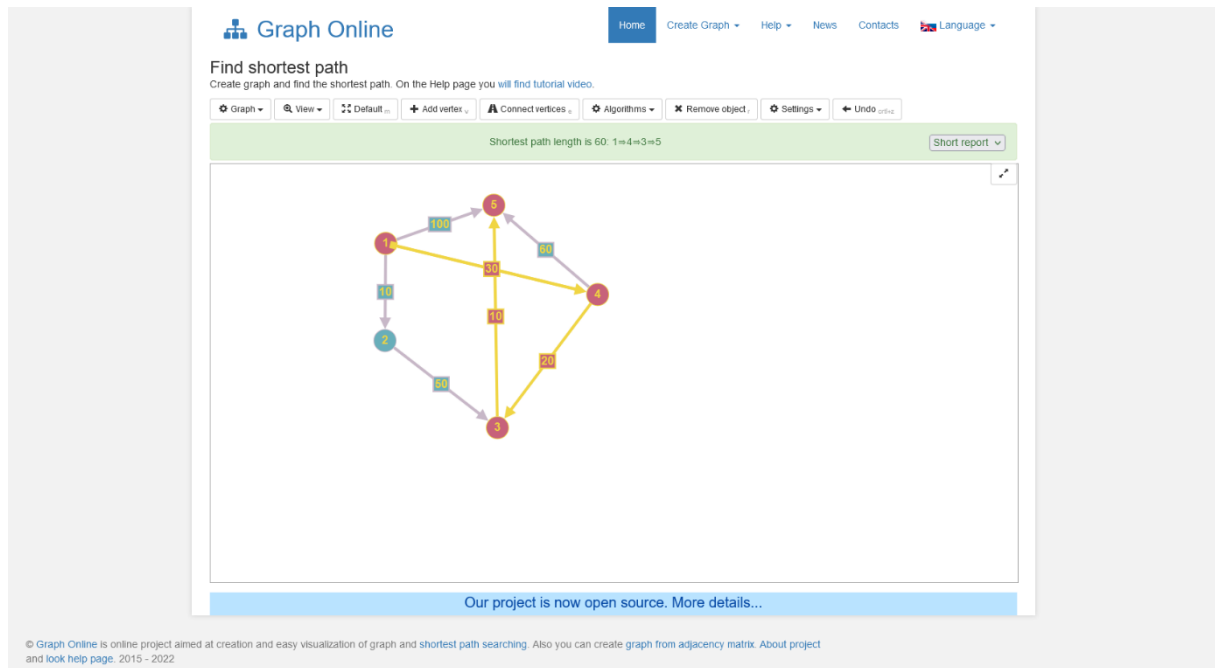 Graph Online
Home Create Graph Help News Contacts Language
Find shortest path
Create graph and find the shortest path. On the Help page you will find tutorial video.
Graph View Default m Add vertex v Connect vertices e Algorithms Remove object r Settings Undo ctrl+z
Shortest path length is 60: 1⇒4⇒3⇒5 Short report
5
100
1
60
30
10
4
10
2
20
50
3
Our project is now open source. More details...
© Graph Online is online project aimed at creation and easy visualization of graph and shortest path searching. Also you can create graph from adjacency matrix. About project
and look help page. 2015 - 2022